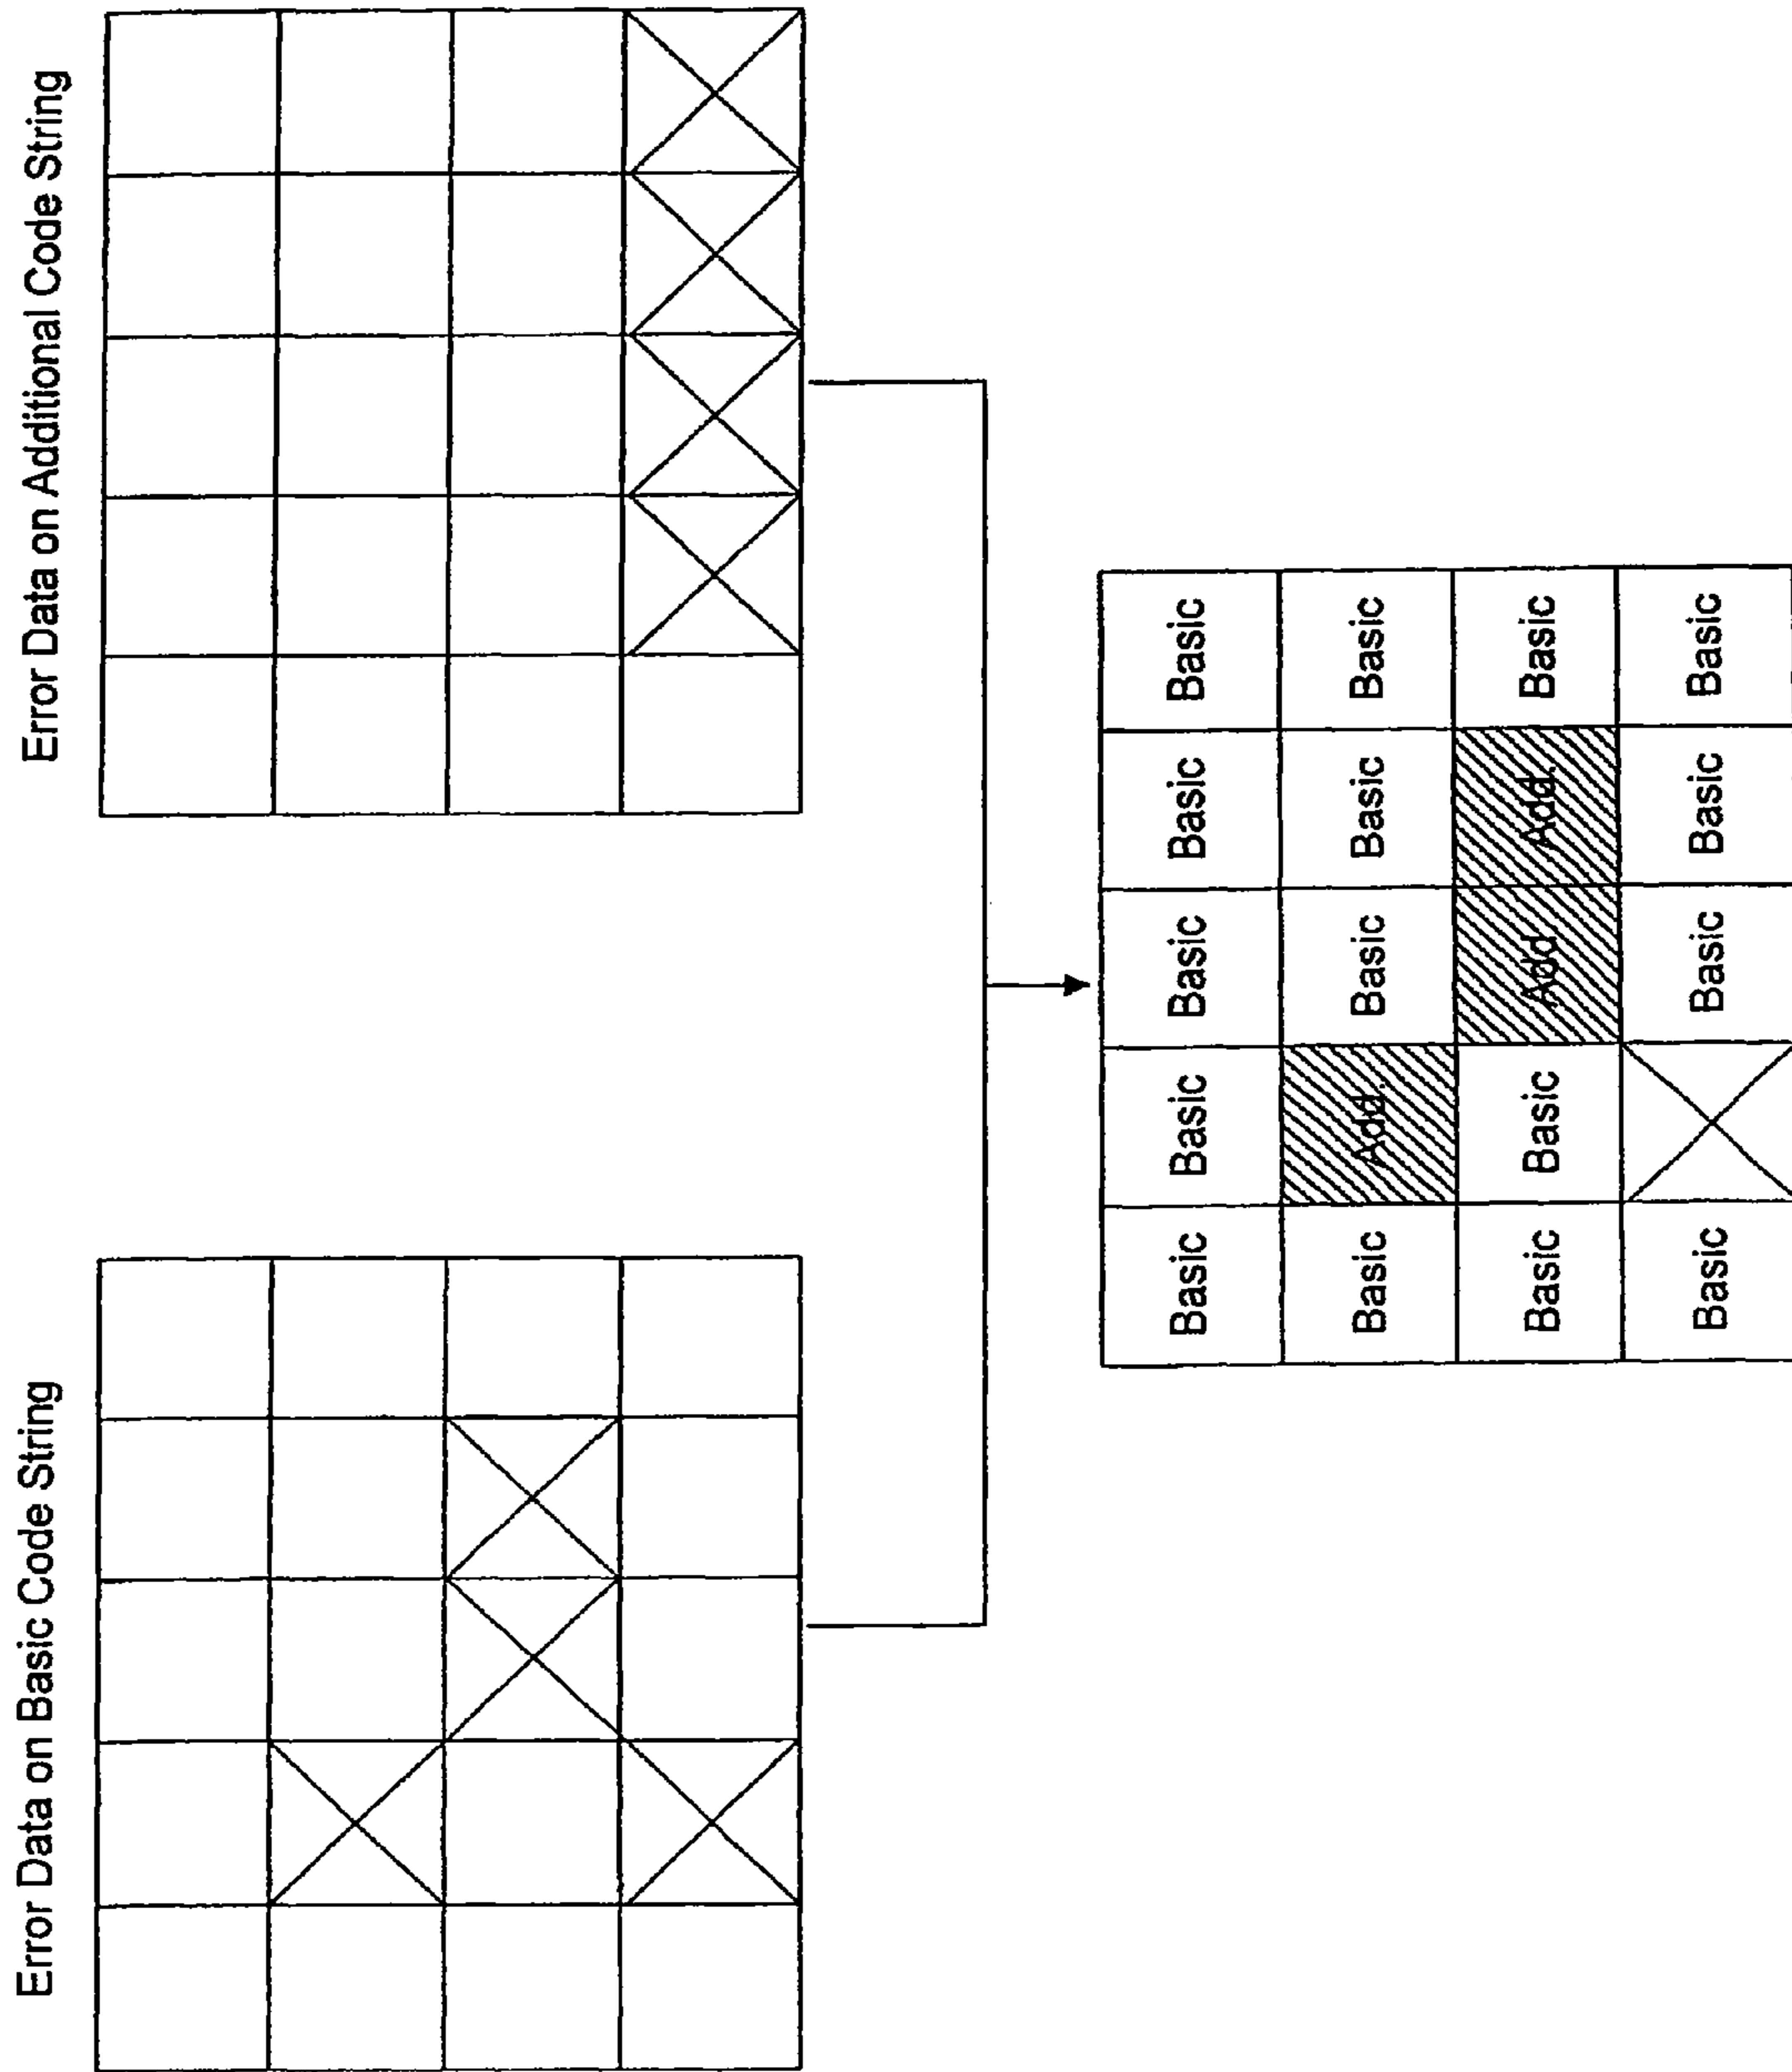 Error Data on Basic Code String
Error Data on Additional Code String
Basic Basic Basic Basic Basic
Basic Add. Basic Basic Basic
Basic Basic Add. Add. Basic
Basic Basic Basic Basic